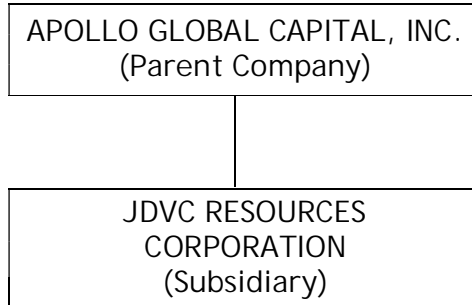 APOLLO GLOBAL CAPITAL, INC.
(Parent Company)
JDVC RESOURCES
CORPORATION
(Subsidiary)